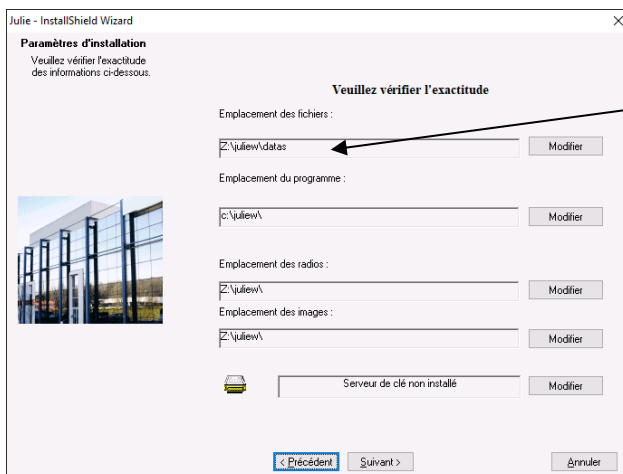 Julie - InstallShield Wizard
Paramètres d'installation
Veuillez vérifier l'exactitude
des informations ci-dessous.
Veuillez vérifier l'exactitude
Emplacement des fichiers :
Z:\juliew\datas
Modifier
Emplacement du programme :
c:\juliew\
Modifier
Emplacement des radios :
Z:\juliew\
Modifier
Emplacement des images :
Z:\juliew\
Modifier
Serveur de clé non installé
Modifier
< Précédent
Suivant >
Annuler